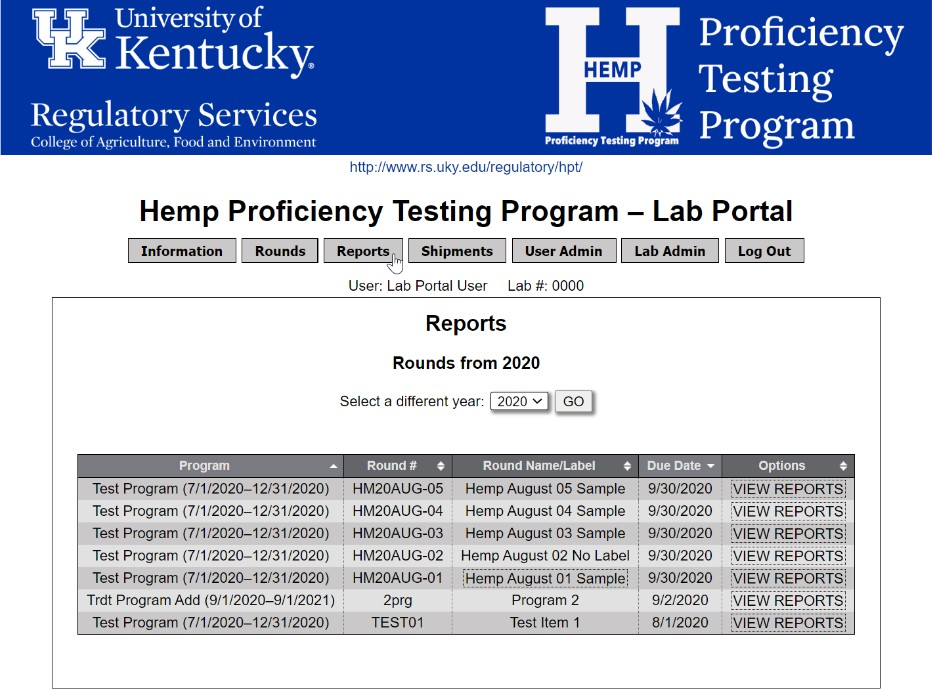 University of
Kentucky®
Regulatory Services
College of Agriculture, Food and Environment
HEMP
Proficiency Testing Program
Proficiency
Testing
Program
http://www.rs.uky.edu/regulatory/hpt/
Hemp Proficiency Testing Program – Lab Portal
Information Rounds Reports Shipments User Admin Lab Admin Log Out
User: Lab Portal User Lab #: 0000
Reports
Rounds from 2020
Select a different year: 2020 GO
Program Round # Round Name/Label Due Date Options
Test Program (7/1/2020–12/31/2020) HM20AUG-05 Hemp August 05 Sample 9/30/2020 VIEW REPORTS
Test Program (7/1/2020–12/31/2020) HM20AUG-04 Hemp August 04 Sample 9/30/2020 VIEW REPORTS
Test Program (7/1/2020–12/31/2020) HM20AUG-03 Hemp August 03 Sample 9/30/2020 VIEW REPORTS
Test Program (7/1/2020–12/31/2020) HM20AUG-02 Hemp August 02 No Label 9/30/2020 VIEW REPORTS
Test Program (7/1/2020–12/31/2020) HM20AUG-01 Hemp August 01 Sample 9/30/2020 VIEW REPORTS
Trdt Program Add (9/1/2020–9/1/2021) 2prg Program 2 9/2/2020 VIEW REPORTS
Test Program (7/1/2020–12/31/2020) TEST01 Test Item 1 8/1/2020 VIEW REPORTS